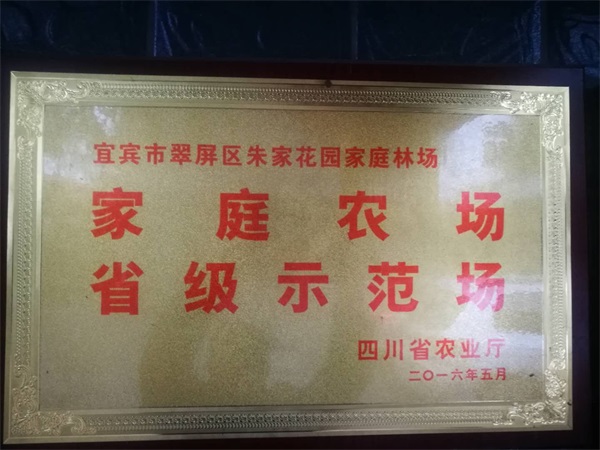 宜宾市翠屏区朱家花园家庭林场
家庭农场
省级示范场
四川省农业厅
二〇一六年五月